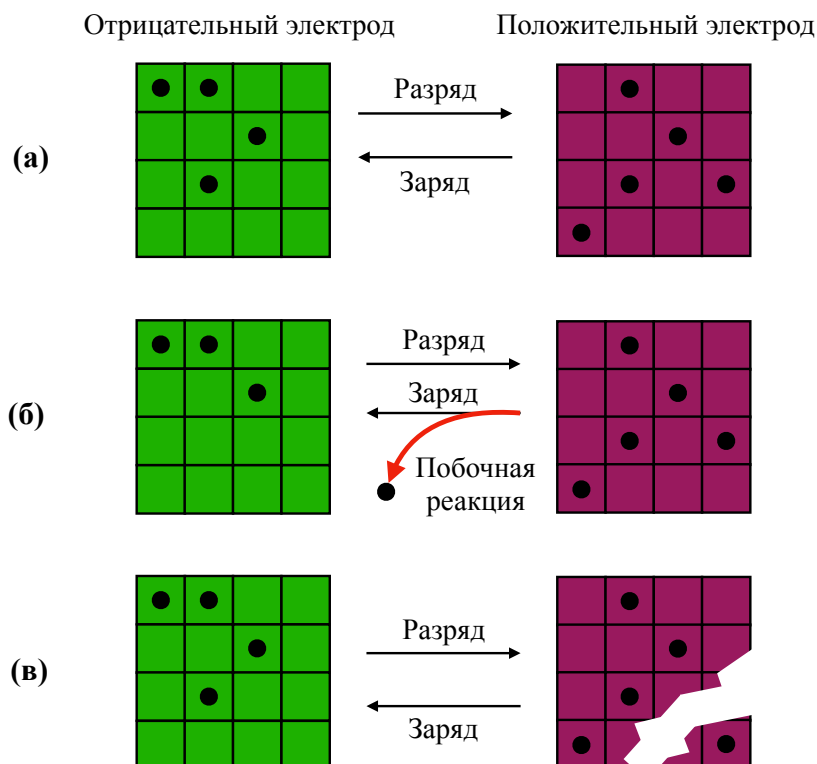 Отрицательный электрод
Положительный электрод
(а)
Разряд
Заряд
(б)
Разряд
Заряд
Побочная
реакция
(в)
Разряд
Заряд